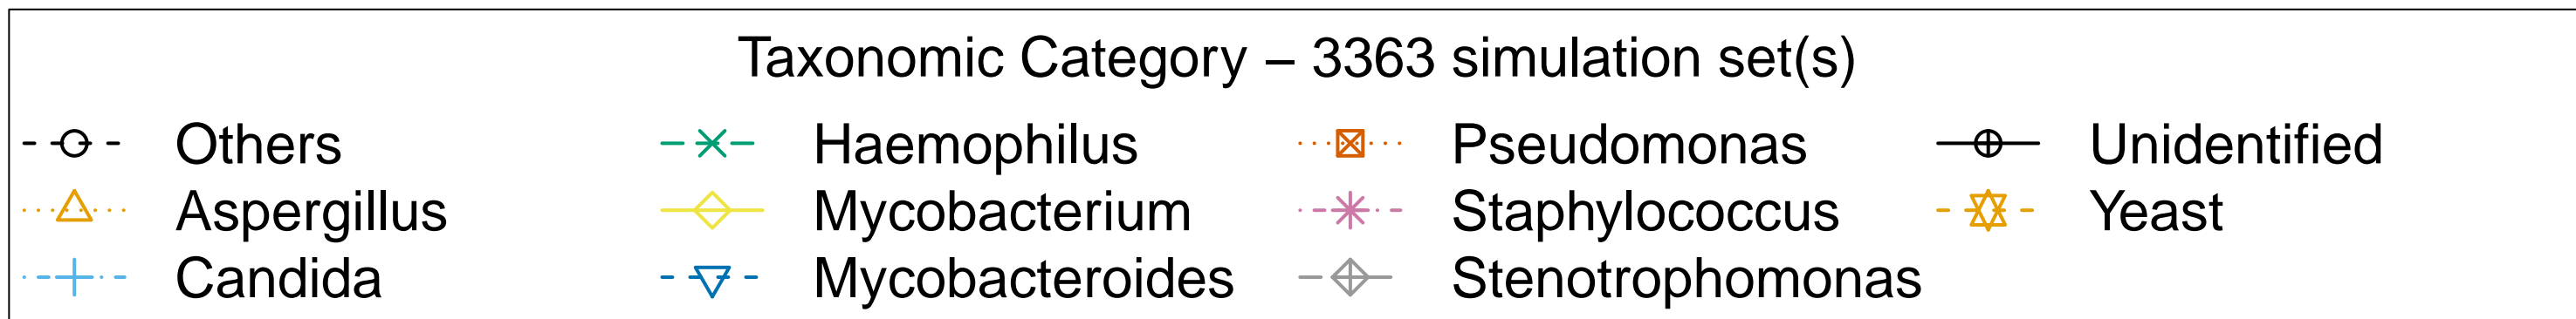 Taxonomic Category – 3363 simulation set(s)
Others Haemophilus Pseudomonas Unidentified
Aspergillus Mycobacterium Staphylococcus Yeast
Candida Mycobacteroides Stenotrophomonas